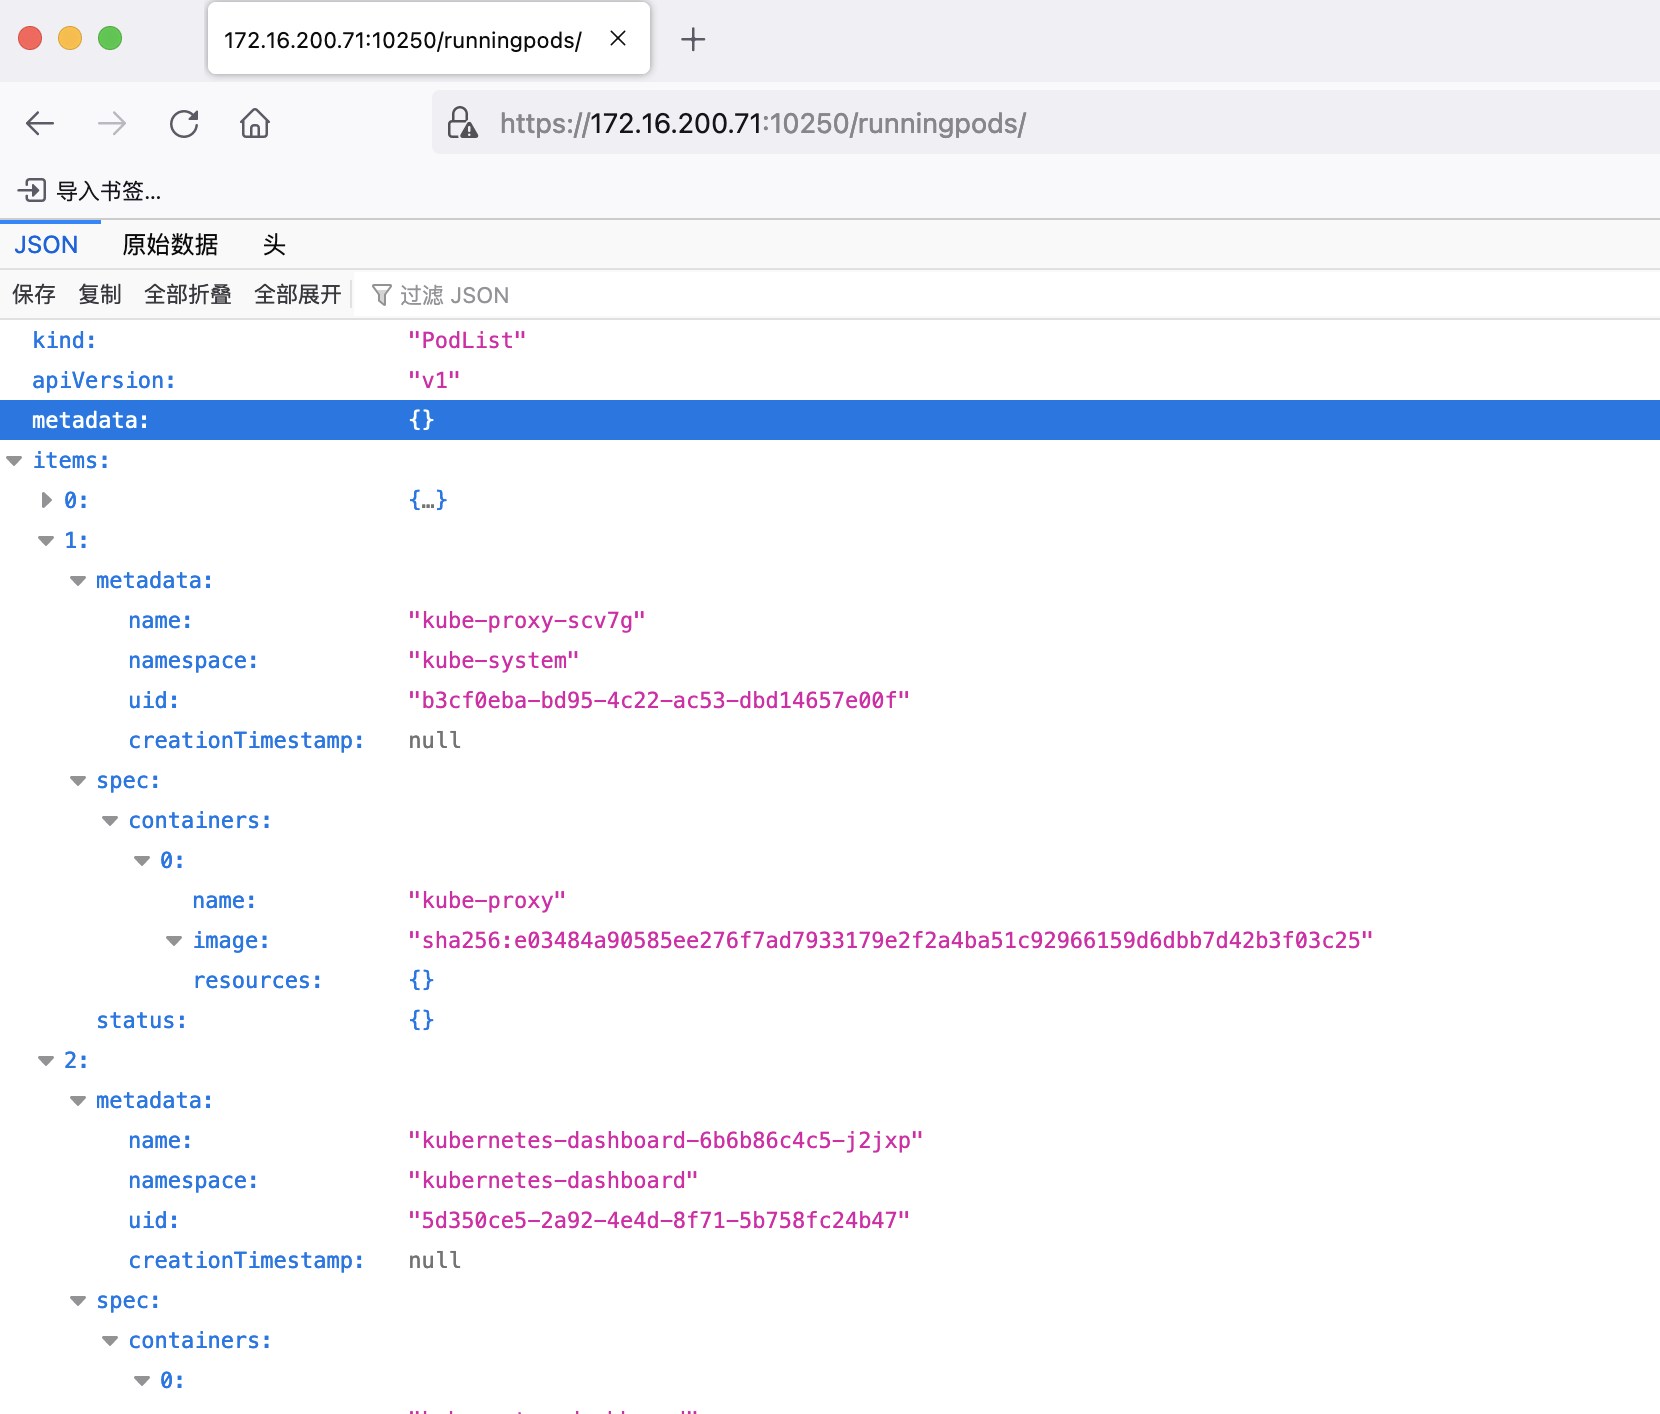 172.16.200.71:10250/runningpods/
https://172.16.200.71:10250/runningpods/
导入书签...
JSON 原始数据 头
保存 复制 全部折叠 全部展开 过滤 JSON
kind: "PodList"
apiVersion: "v1"
metadata: {}
items:
0: {…}
1:
metadata:
name: "kube-proxy-scv7g"
namespace: "kube-system"
uid: "b3cf0eba-bd95-4c22-ac53-dbd14657e00f"
creationTimestamp: null
spec:
containers:
0:
name: "kube-proxy"
image: "sha256:e03484a90585ee276f7ad7933179e2f2a4ba51c92966159d6dbb7d42b3f03c25"
resources: {}
status: {}
2:
metadata:
name: "kubernetes-dashboard-6b6b86c4c5-j2jxp"
namespace: "kubernetes-dashboard"
uid: "5d350ce5-2a92-4e4d-8f71-5b758fc24b47"
creationTimestamp: null
spec:
containers:
0: